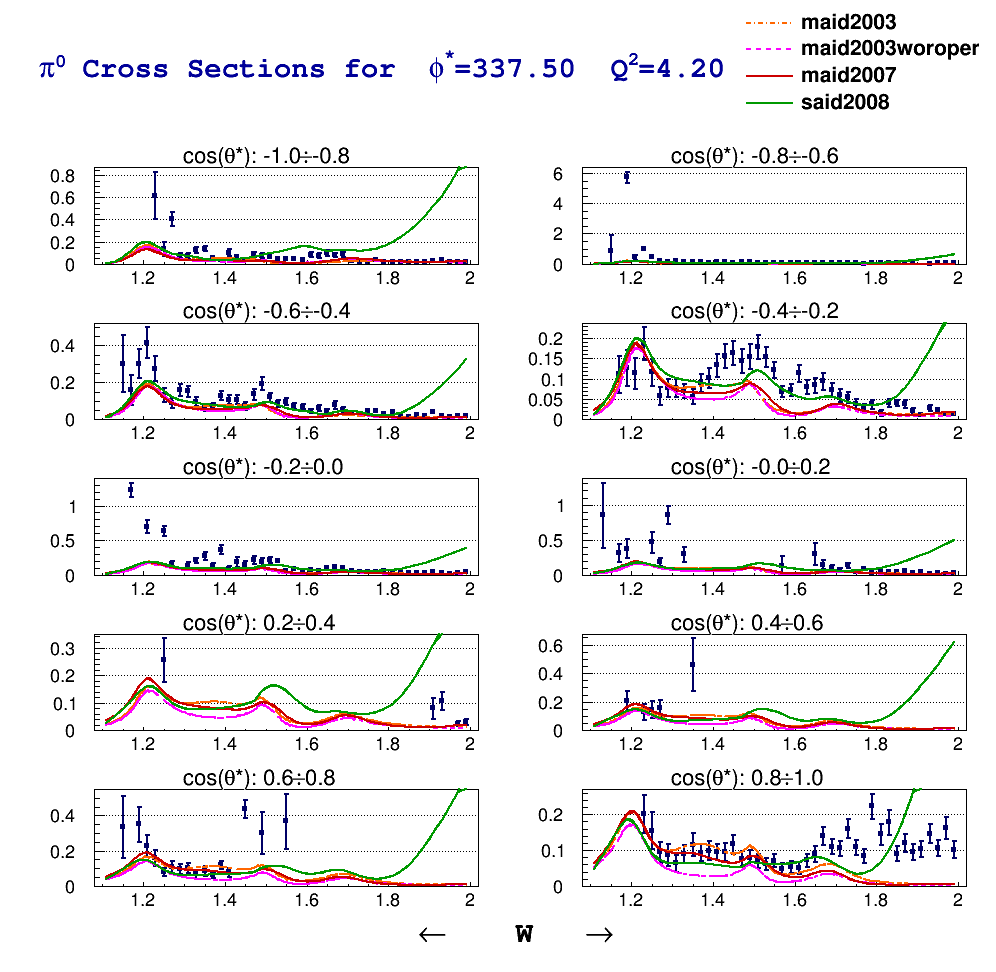 maid2003
maid2003woroper
maid2007
said2008
π⁰ Cross Sections for ϕ*=337.50 Q²=4.20
cos(θ*): -1.0÷-0.8
0.8
0.6
0.4
0.2
0
1.2 1.4 1.6 1.8 2
cos(θ*): -0.8÷-0.6
6
4
2
0
1.2 1.4 1.6 1.8 2
cos(θ*): -0.6÷-0.4
0.4
0.2
0
1.2 1.4 1.6 1.8 2
cos(θ*): -0.4÷-0.2
0.2
0.15
0.1
0.05
0
1.2 1.4 1.6 1.8 2
cos(θ*): -0.2÷0.0
1
0.5
0
1.2 1.4 1.6 1.8 2
cos(θ*): -0.0÷0.2
1
0.5
0
1.2 1.4 1.6 1.8 2
cos(θ*): 0.2÷0.4
0.3
0.2
0.1
0
1.2 1.4 1.6 1.8 2
cos(θ*): 0.4÷0.6
0.6
0.4
0.2
0
1.2 1.4 1.6 1.8 2
cos(θ*): 0.6÷0.8
0.4
0.2
0
1.2 1.4 1.6 1.8 2
cos(θ*): 0.8÷1.0
0.2
0.1
0
1.2 1.4 1.6 1.8 2
← W →